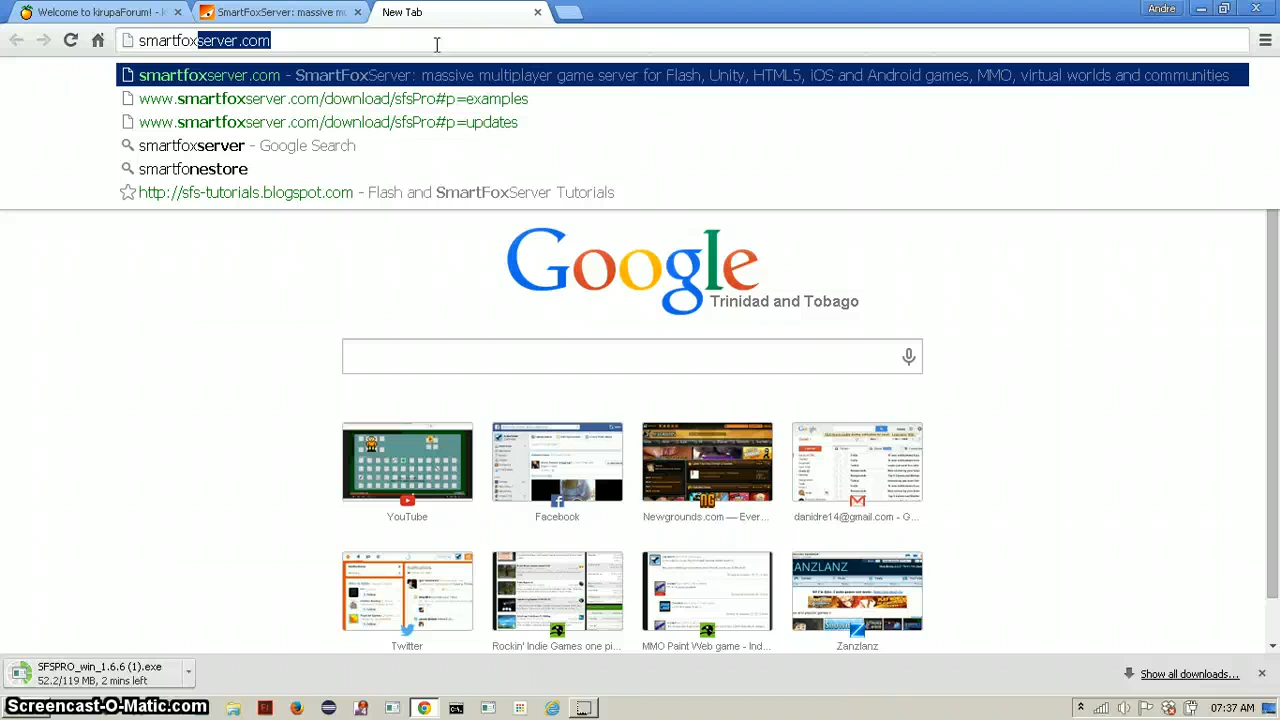 Welcome to kirupaForum! - k
SmartFoxServer: massive mu
New Tab
Andre
smartfoxserver.com
smartfoxserver.com – SmartFoxServer: massive multiplayer game server for Flash, Unity, HTML5, iOS and Android games, MMO, virtual worlds and communities
www.smartfoxserver.com/download/sfsPro#p=examples
www.smartfoxserver.com/download/sfsPro#p=updates
smartfoxserver – Google Search
smartfonestore
http://sfs-tutorials.blogspot.com – Flash and SmartFoxServer Tutorials
Google
Trinidad and Tobago
YouTube
Facebook
Newgrounds.com — Ever...
danidre14@gmail.com - G...
ANZLANZ
Twitter
Rockin' Indie Games one pi...
MMO Paint Web game - Ind...
Zanzlanz
SFSPRO_win_1.6.6 (1).exe
52.2/119 MB, 2 mins left
Show all downloads...
Screencast-O-Matic.com
07:37 AM